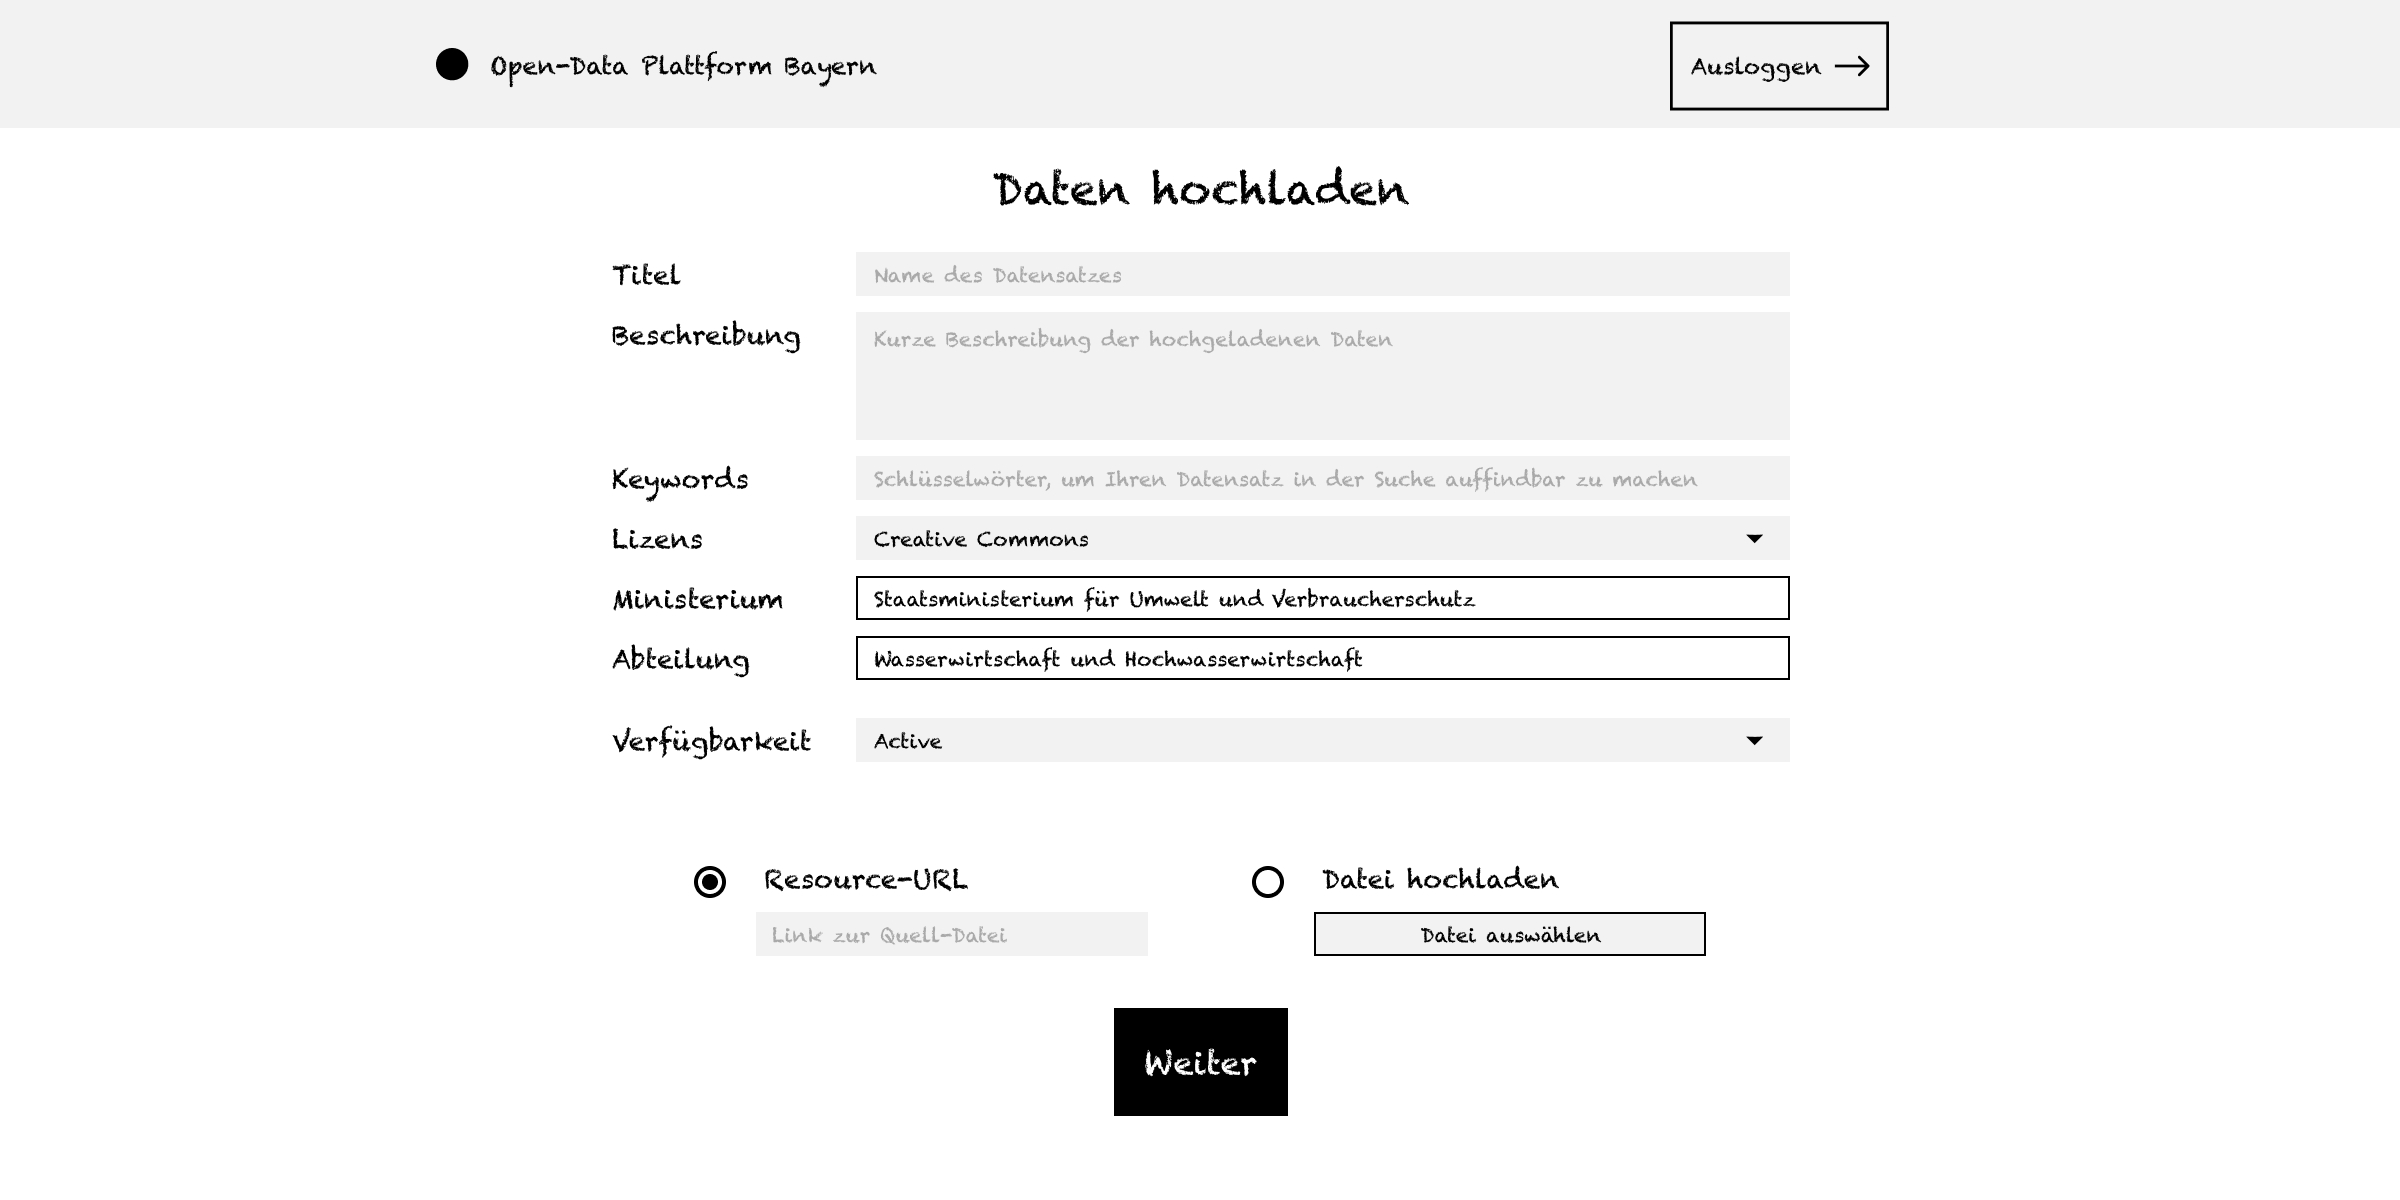 Open-Data Plattform Bayern
Ausloggen
Daten hochladen
Titel
Name des Datensatzes
Beschreibung
Kurze Beschreibung der hochgeladenen Daten
Keywords
Schlüsselwörter, um Ihren Datensatz in der Suche auffindbar zu machen
Lizens
Creative Commons
Ministerium
Staatsministerium für Umwelt und Verbraucherschutz
Abteilung
Wasserwirtschaft und Hochwasserwirtschaft
Verfügbarkeit
Active
Resource-URL
Link zur Quell-Datei
Datei hochladen
Datei auswählen
Weiter